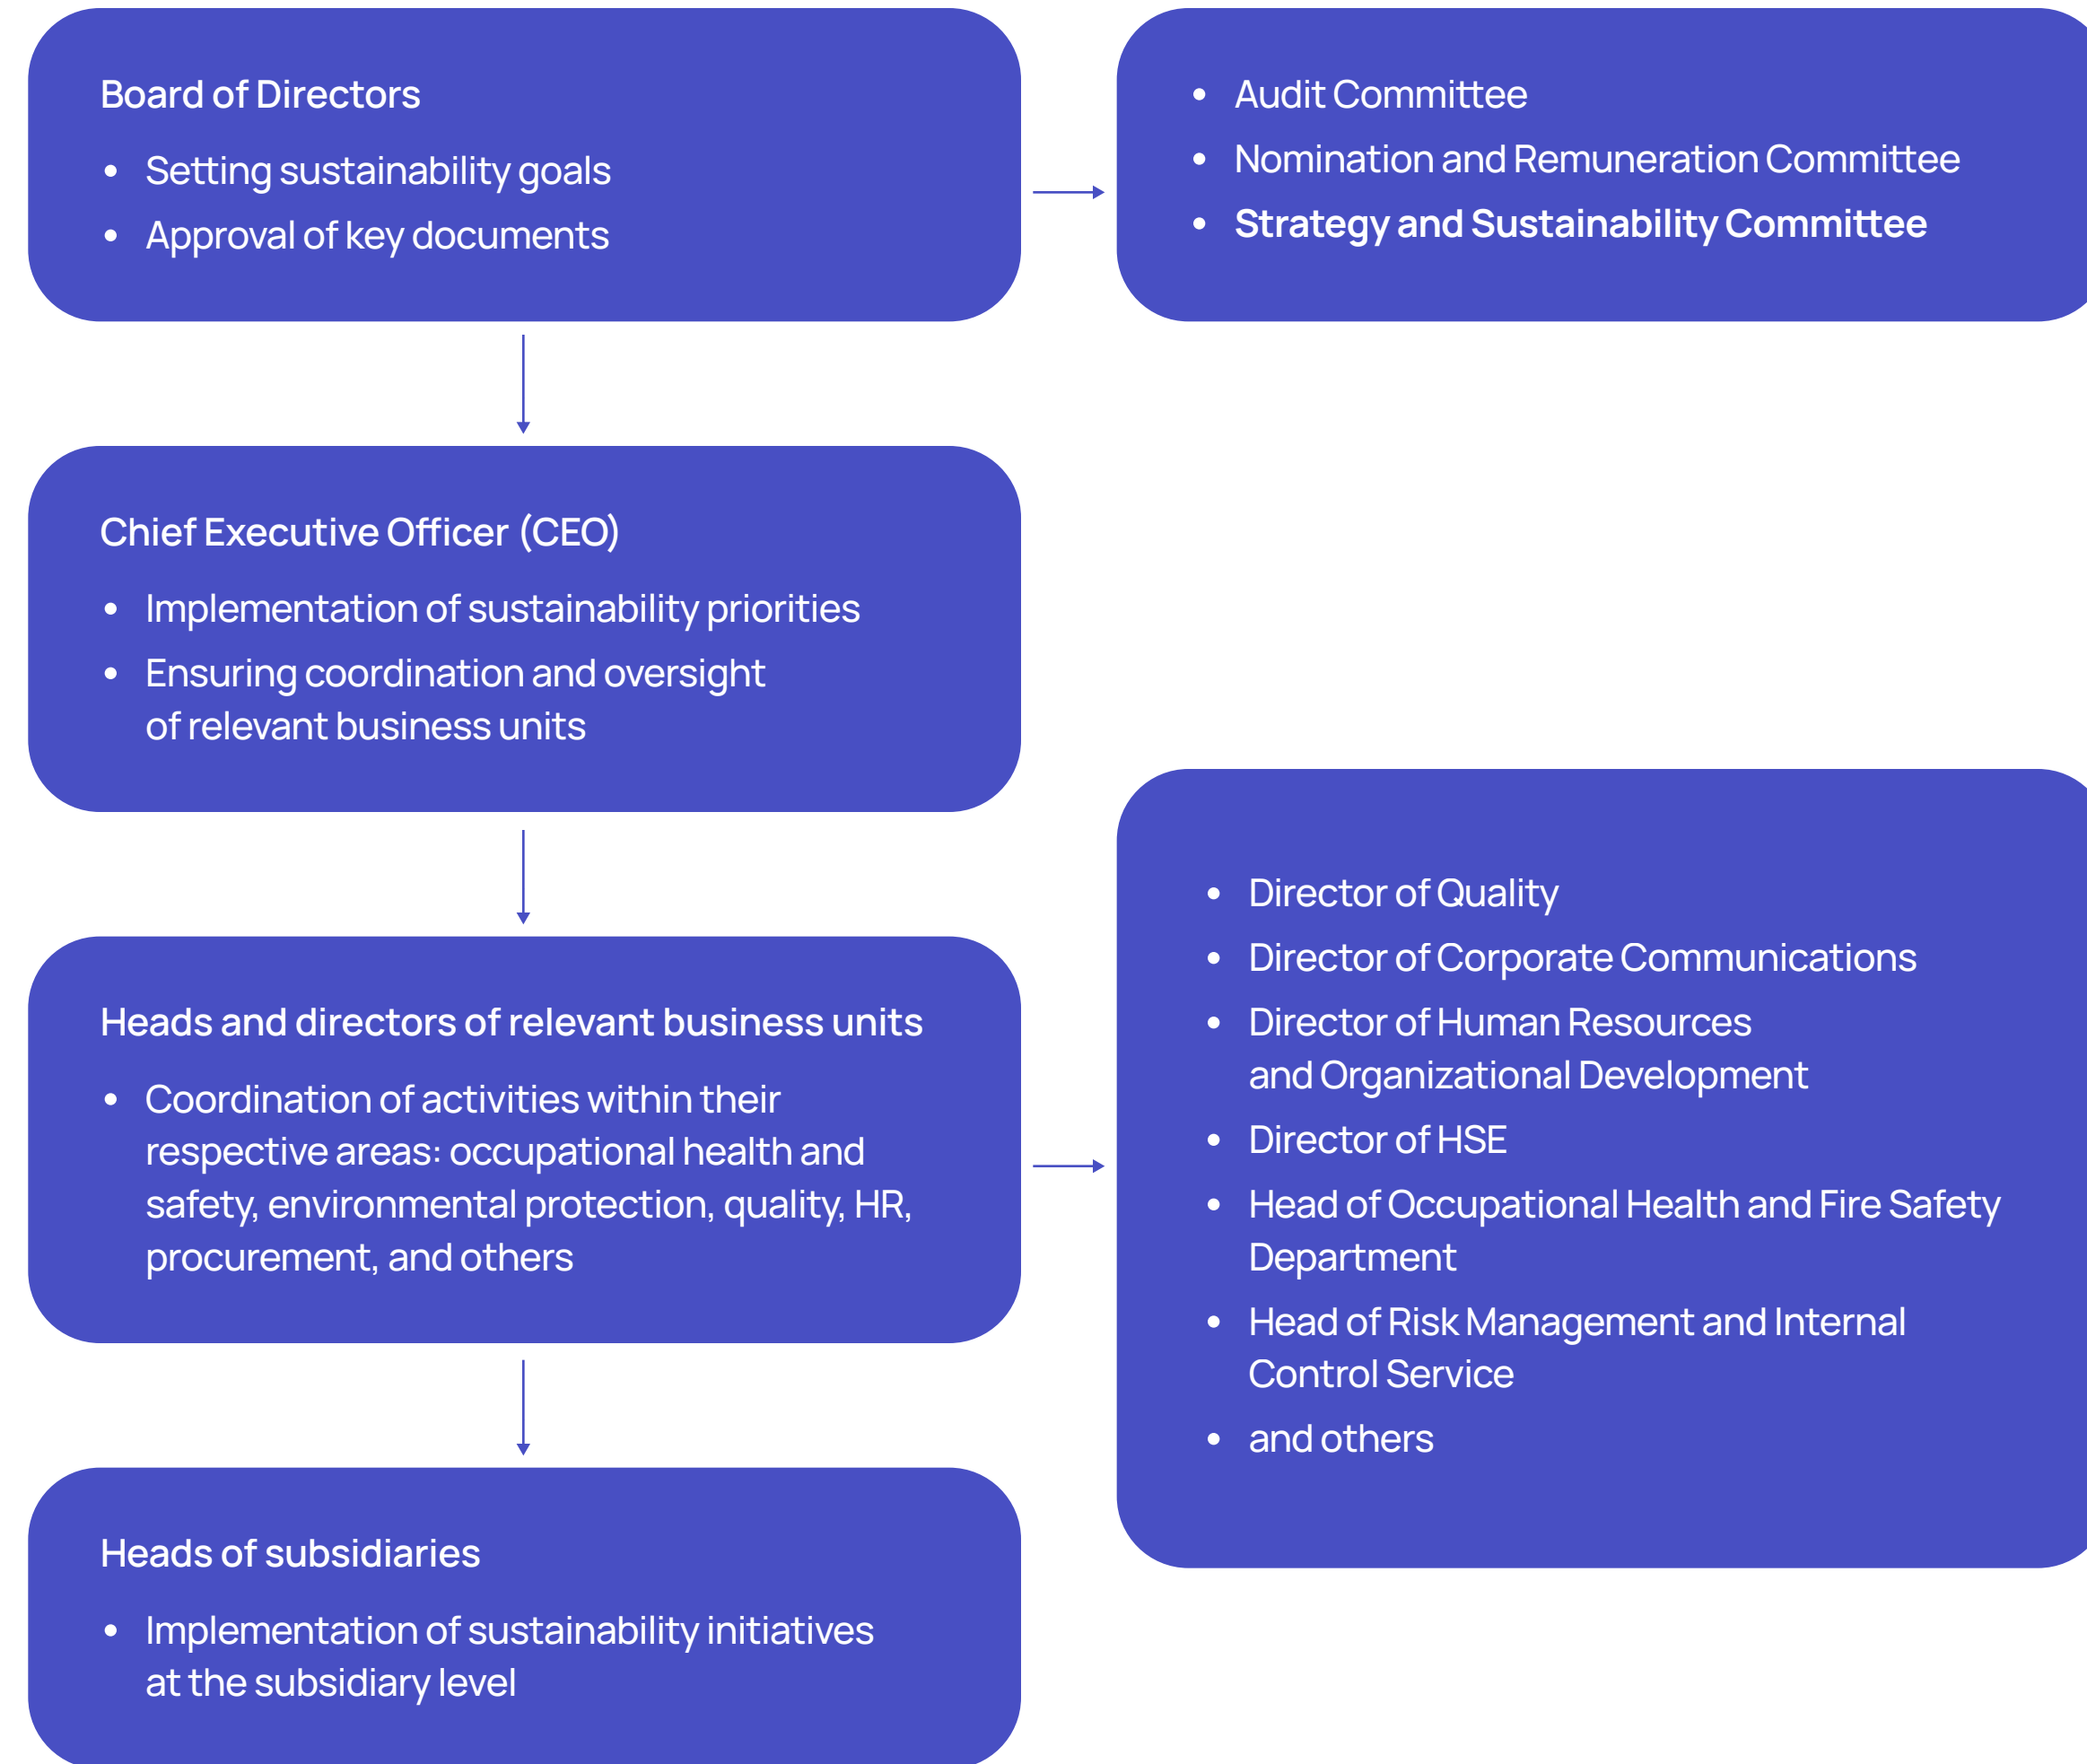 Board of Directors
• Setting sustainability goals
• Approval of key documents
• Audit Committee
• Nomination and Remuneration Committee
• Strategy and Sustainability Committee
Chief Executive Officer (CEO)
• Implementation of sustainability priorities
• Ensuring coordination and oversight
of relevant business units
Heads and directors of relevant business units
• Coordination of activities within their
respective areas: occupational health and
safety, environmental protection, quality, HR,
procurement, and others
• Director of Quality
• Director of Corporate Communications
• Director of Human Resources
and Organizational Development
• Director of HSE
• Head of Occupational Health and Fire Safety
Department
• Head of Risk Management and Internal
Control Service
• and others
Heads of subsidiaries
• Implementation of sustainability initiatives
at the subsidiary level